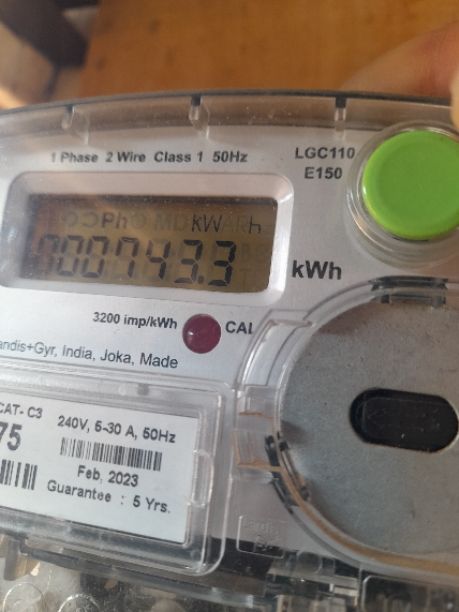 1 Phase 2 Wire Class 1 50Hz
LGC110
E150
kWh
000743.3
kWh
3200 imp/kWh
CAL
andis+Gyr, India, Joka, Made
CAT- C3
240V, 5-30 A, 50Hz
75
Feb, 2023
Guarantee : 5 Yrs.